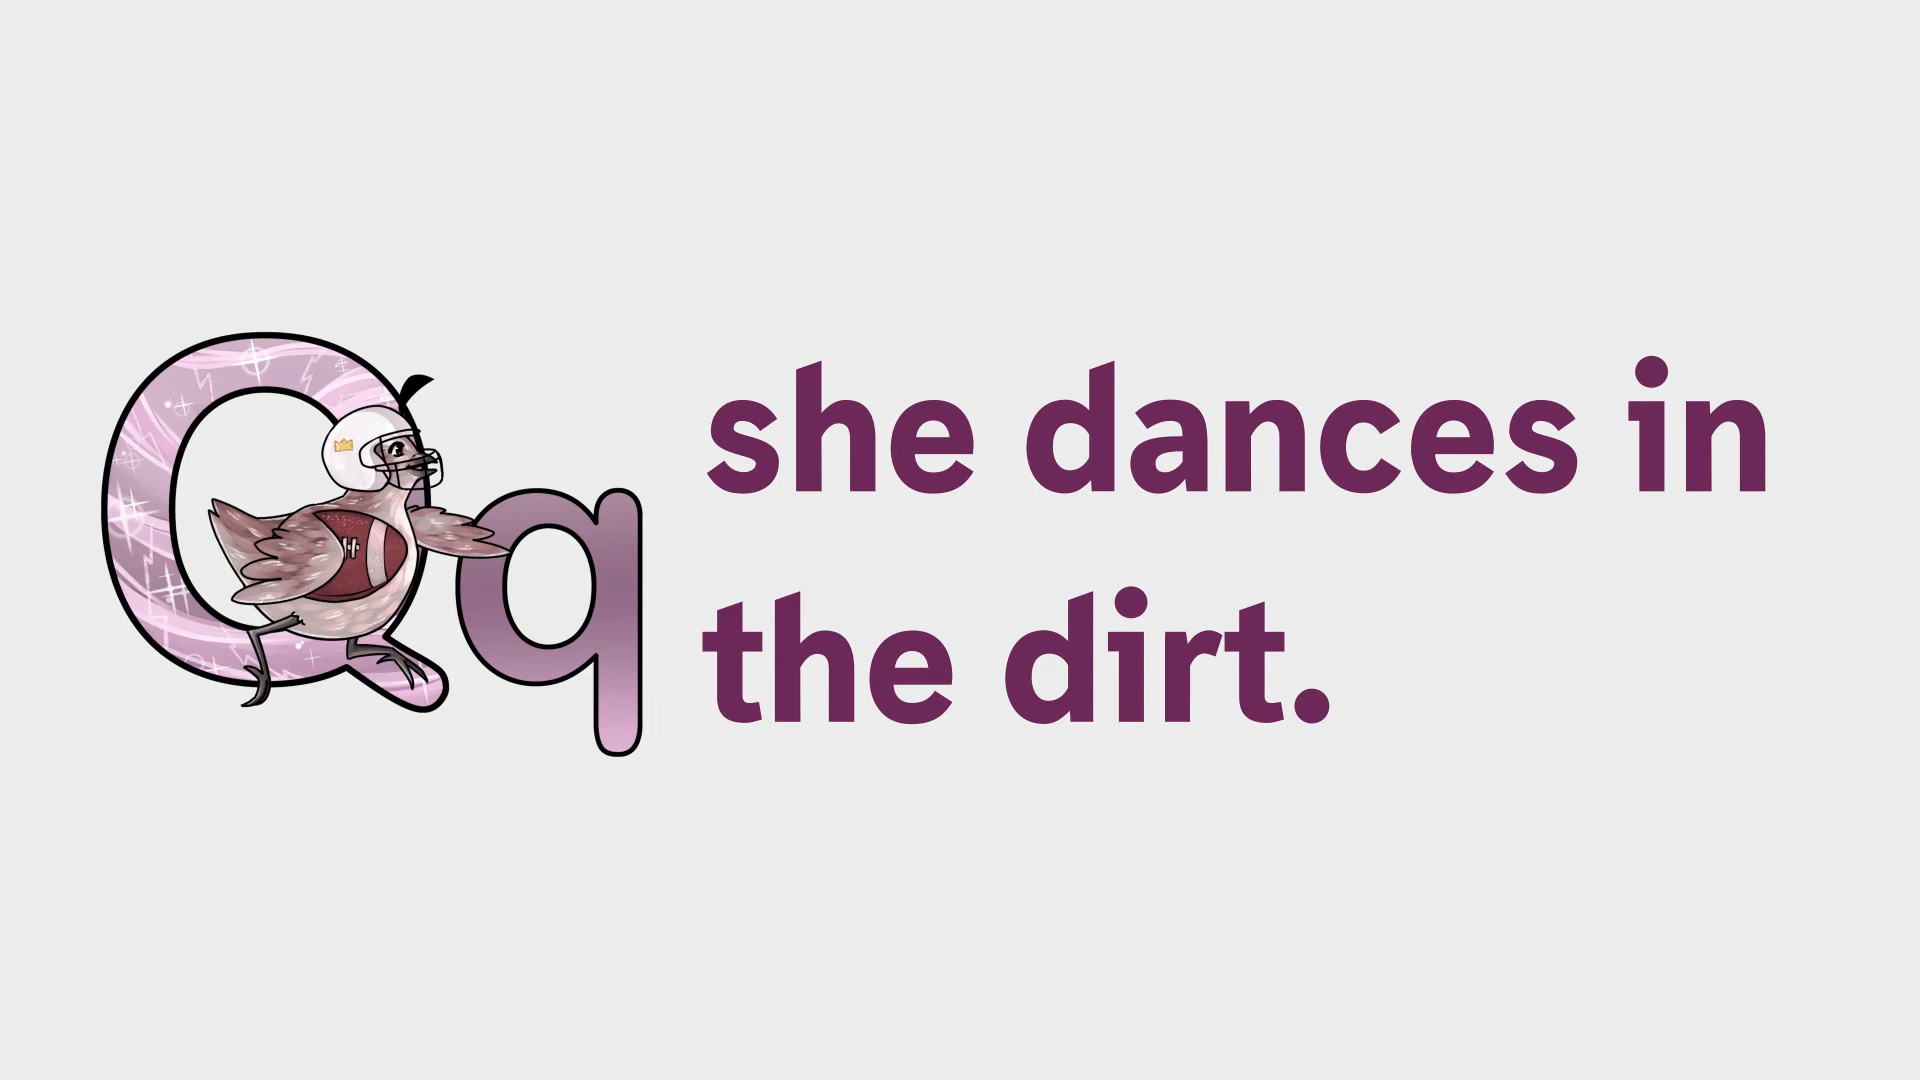 Qq
she dances in
the dirt.